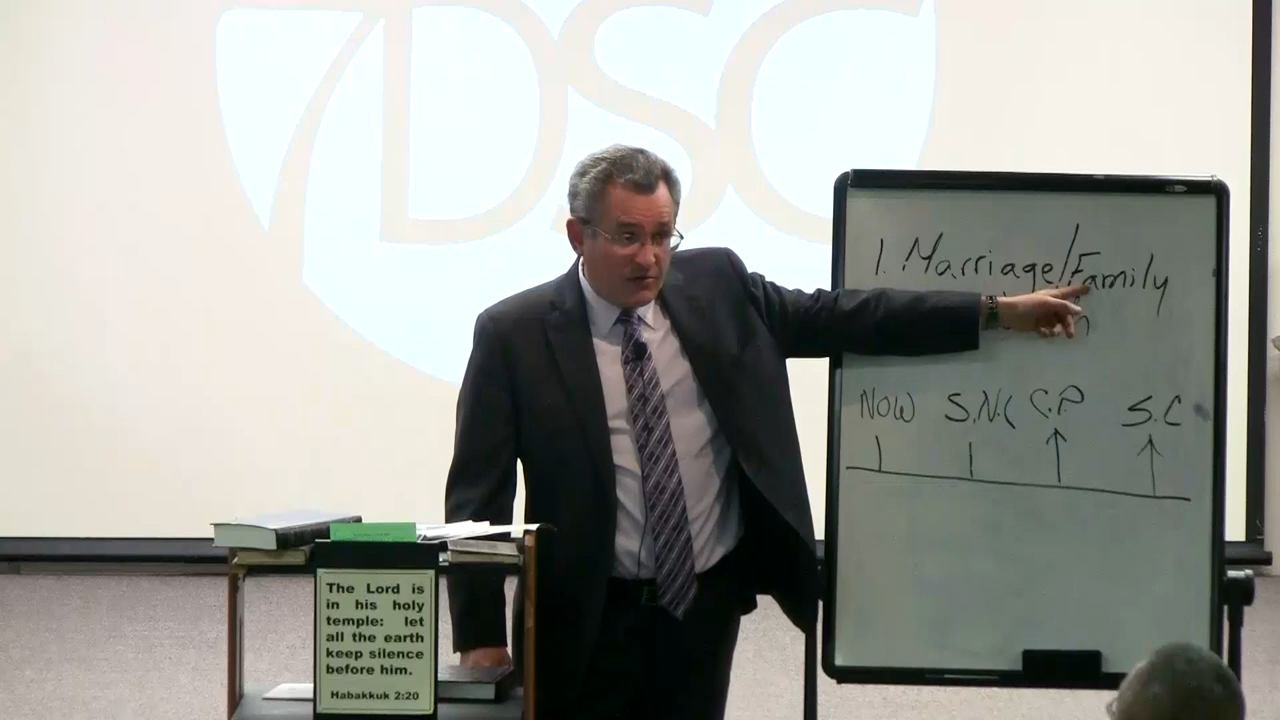 DSC
1. Marriage/Family
NOW S.N.C C.P S.C
The Lord is
in his holy
temple: let
all the earth
keep silence
before him.
Habakkuk 2:20